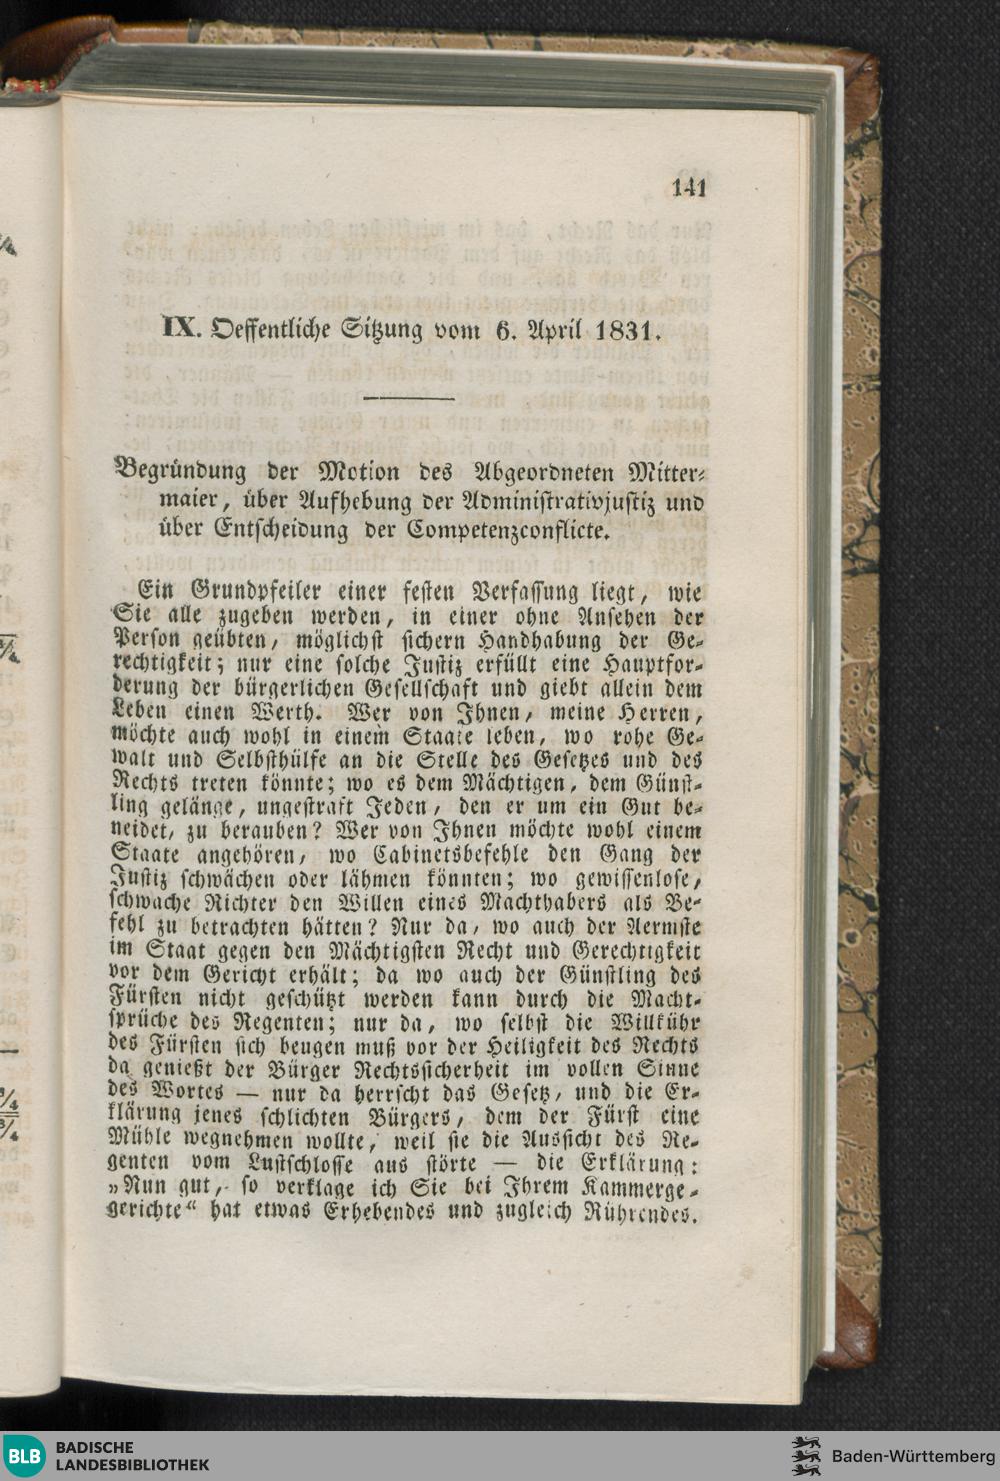 141
IX. Oeffentliche Sitzung vom 6. April 1831.
Begründung der Motion des Abgeordneten Mitter-
maier, über Aufhebung der Administrativjustiz und
über Entscheidung der Competenzconflicte.
Ein Grundpfeiler einer festen Verfassung liegt, wie
Sie alle zugeben werden, in einer ohne Ansehen der
Person geübten, möglichst sichern Handhabung der Ge-
rechtigkeit; nur eine solche Justiz erfüllt eine Hauptfor-
derung der bürgerlichen Gesellschaft und giebt allein dem
Leben einen Werth. Wer von Ihnen, meine Herren,
möchte auch wohl in einem Staate leben, wo rohe Ge-
walt und Selbsthülfe an die Stelle des Gesetzes und des
Rechts treten könnte; wo es dem Mächtigen, dem Günst-
ling gelänge, ungestraft Jeden, den er um ein Gut be-
neidet, zu berauben? Wer von Ihnen möchte wohl einem
Staate angehören, wo Cabinetsbefehle den Gang der
Justiz schwächen oder lähmen könnten; wo gewissenlose,
schwache Richter den Willen eines Machthabers als Be-
fehl zu betrachten hätten? Nur da, wo auch der Aermste
im Staat gegen den Mächtigsten Recht und Gerechtigkeit
vor dem Gericht erhält; da wo auch der Günstling des
Fürsten nicht geschützt werden kann durch die Macht-
sprüche des Regenten; nur da, wo selbst die Willkühr
des Fürsten sich beugen muß vor der Heiligkeit des Rechts
da genießt der Bürger Rechtssicherheit im vollen Sinne
des Wortes — nur da herrscht das Gesetz, und die Er-
klärung jenes schlichten Bürgers, dem der Fürst eine
Mühle wegnehmen wollte, weil sie die Aussicht des Re-
genten vom Lustschlosse aus störte — die Erklärung:
„Nun gut, so verklage ich Sie bei Ihrem Kammerge-
gerichte“ hat etwas Erhebendes und zugleich Rührendes.
BLB BADISCHE
LANDESBIBLIOTHEK
Baden-Württemberg